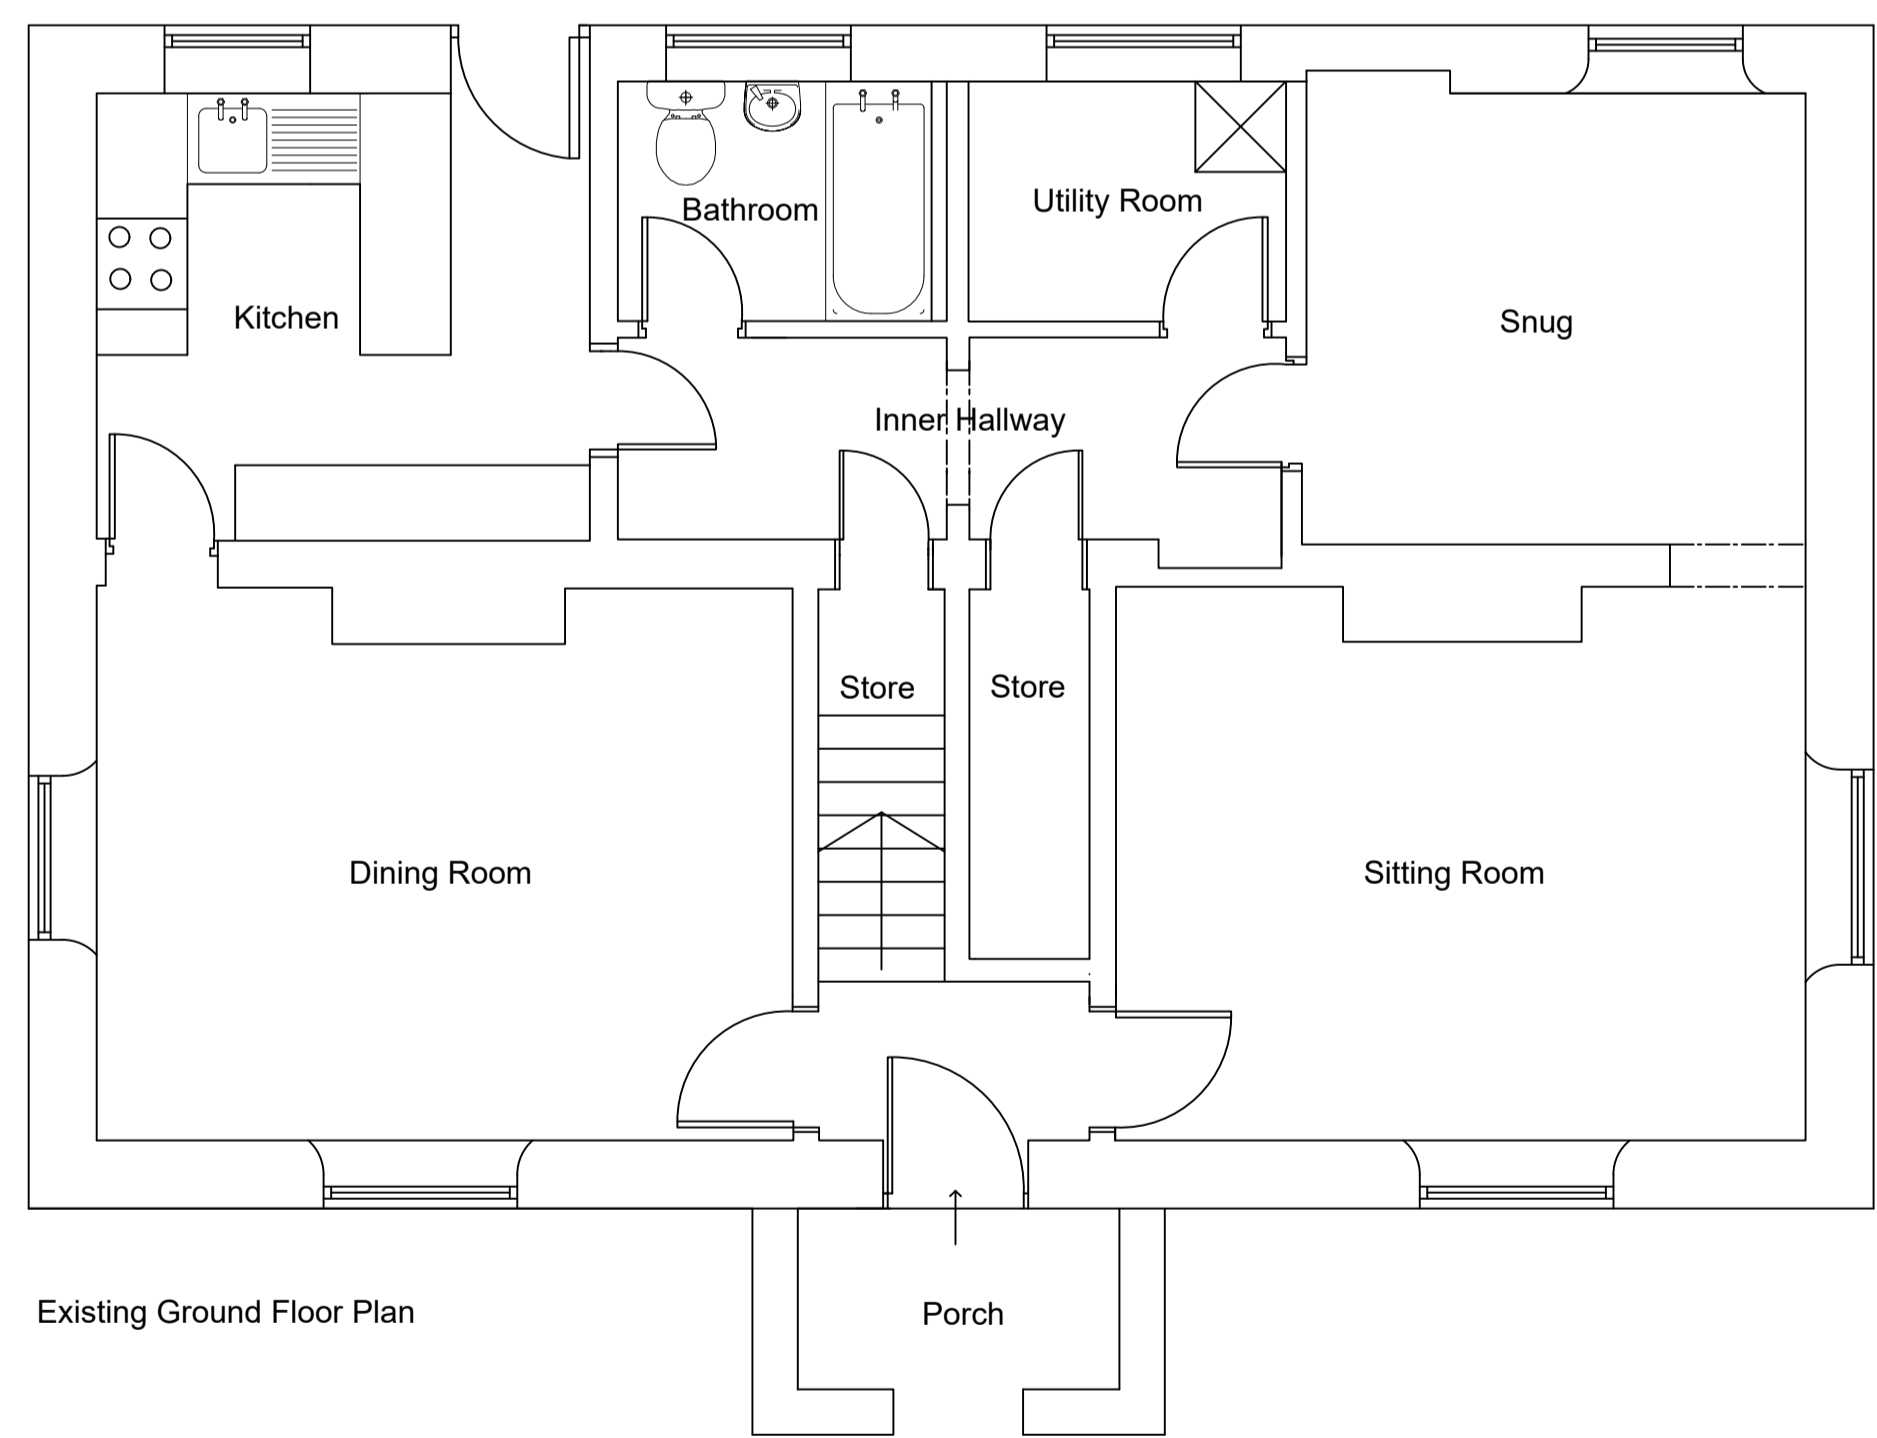 Bathroom
Utility Room
Kitchen
Snug
Inner Hallway
Store
Store
Dining Room
Sitting Room
Existing Ground Floor Plan
Porch